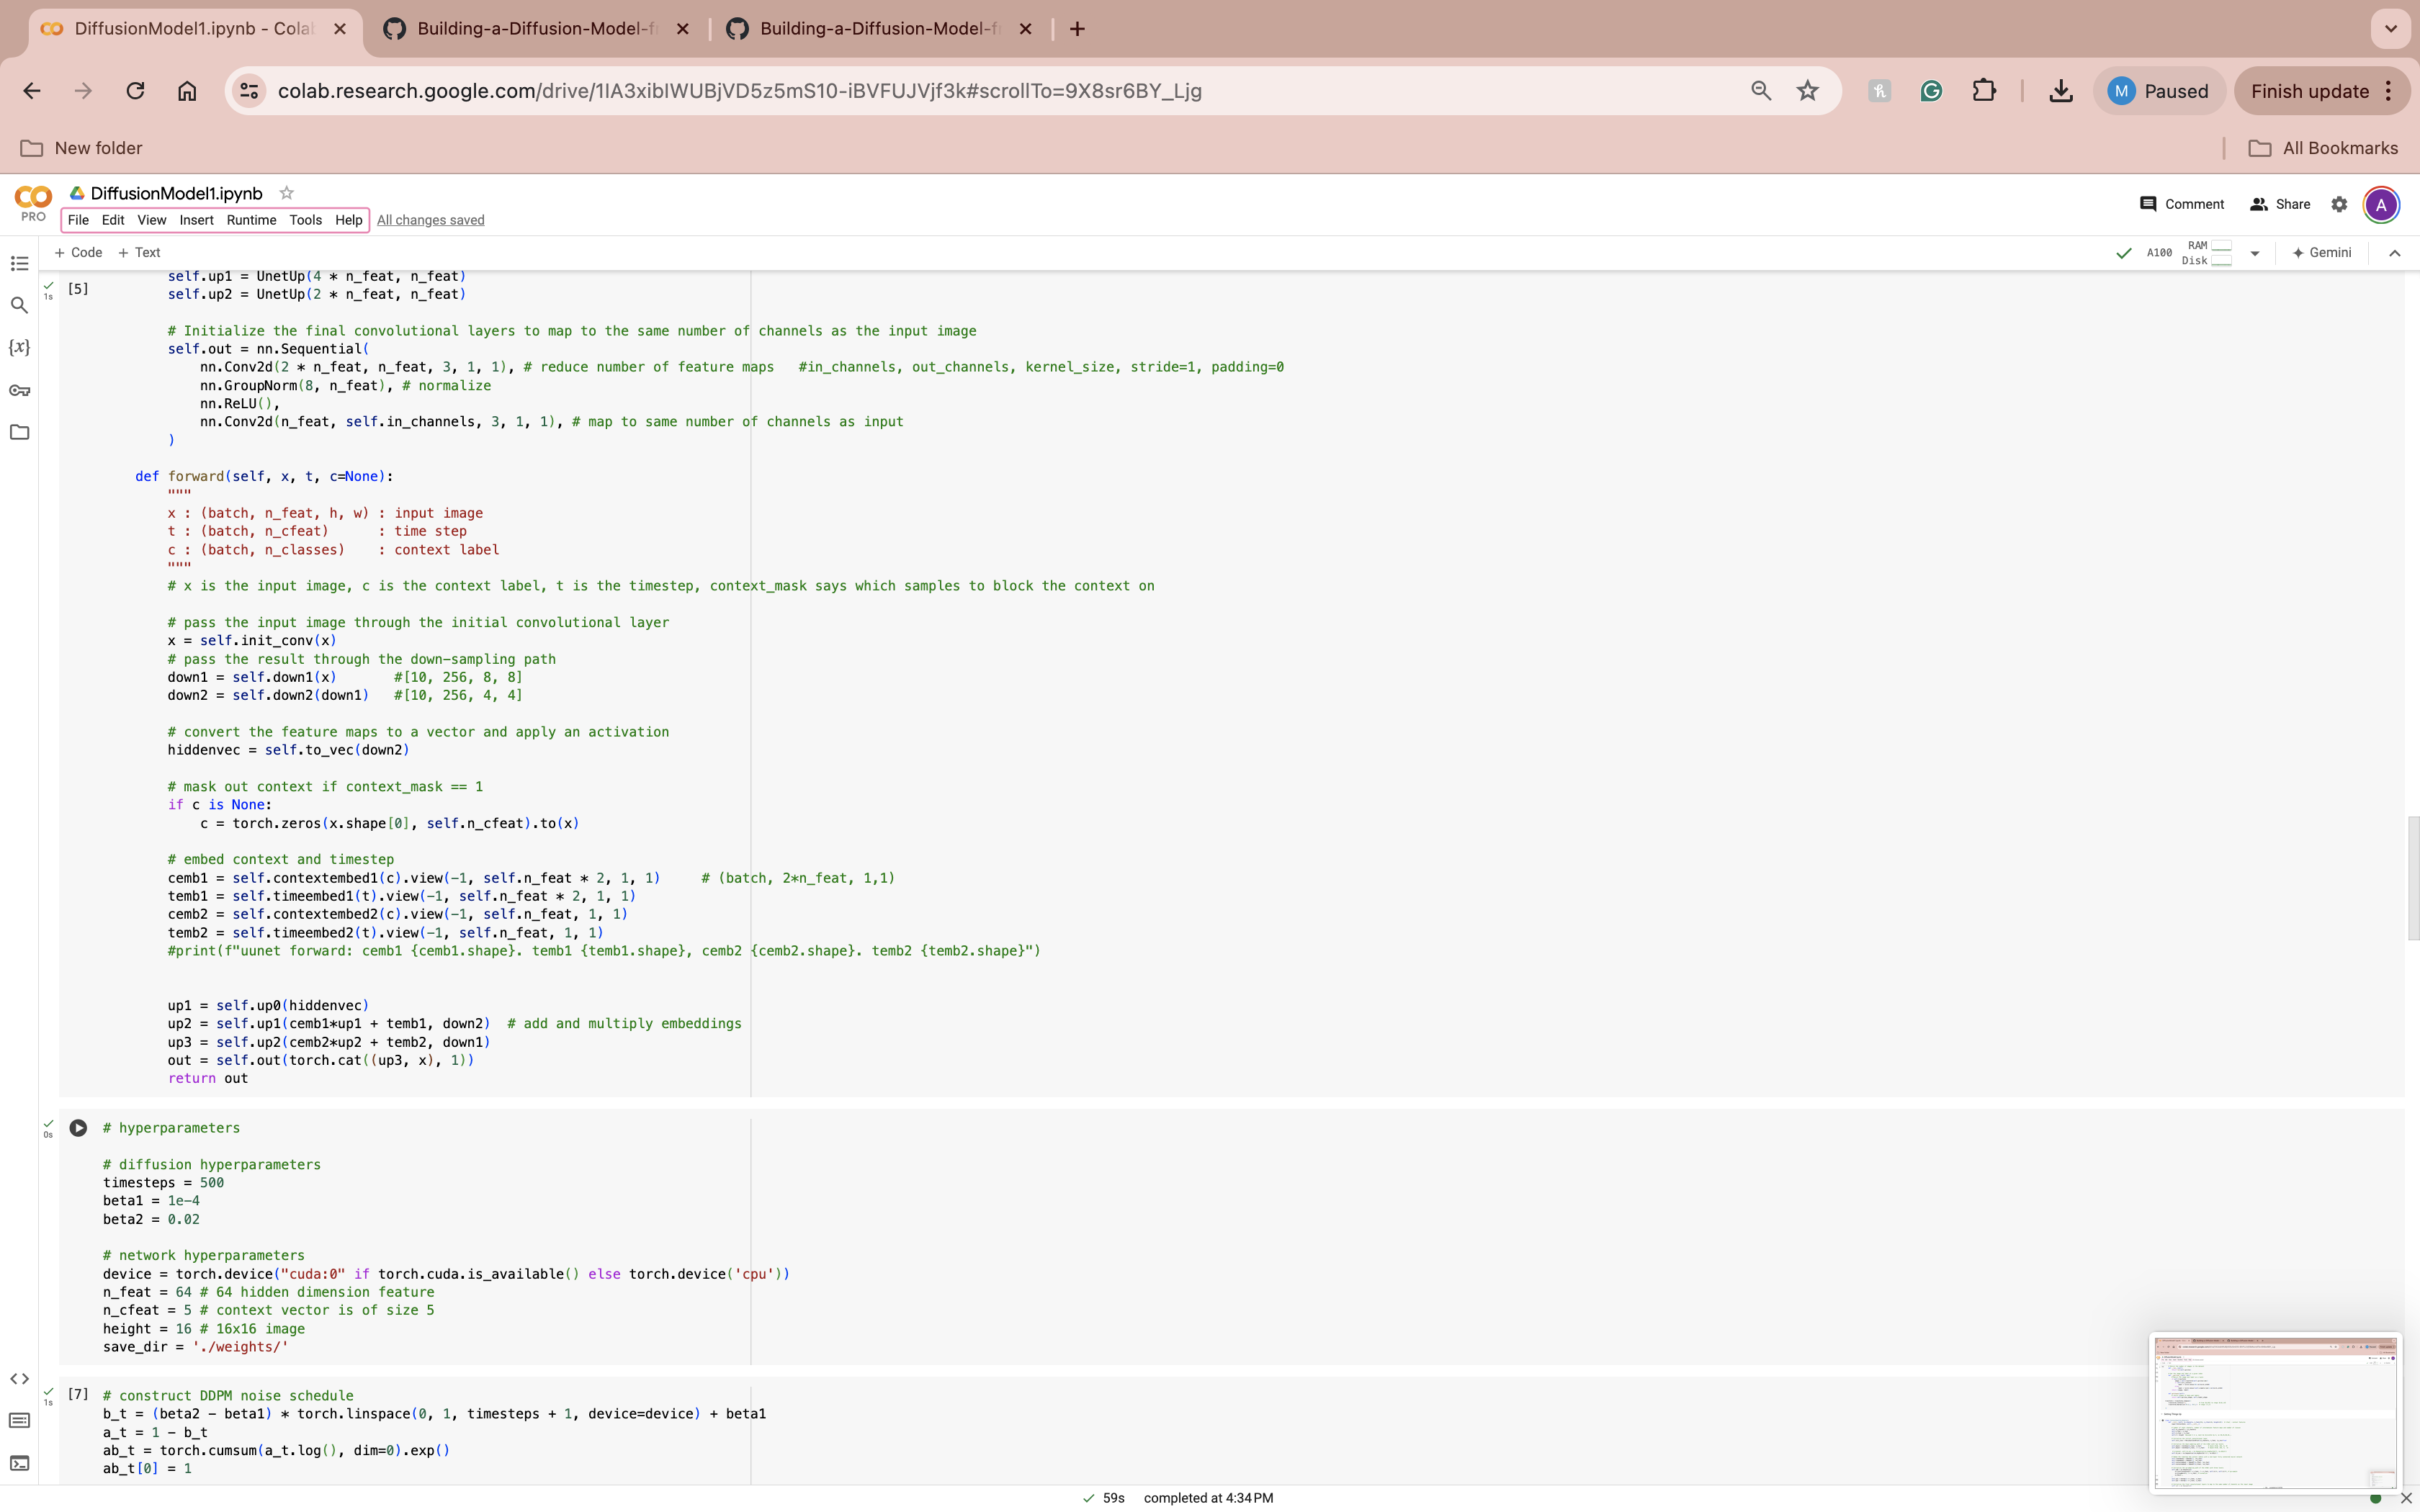 DiffusionModel1.ipynb - Cola
Building-a-Diffusion-Model-f
Building-a-Diffusion-Model-f
colab.research.google.com/drive/1IA3xibIWUBjVD5z5mS10-iBVFUJVjf3k#scrollTo=9X8sr6BY_Ljg
M Paused
Finish update
New folder
All Bookmarks
PRO
DiffusionModel1.ipynb
File Edit View Insert Runtime Tools Help All changes saved
Comment Share A
+ Code + Text
A100 RAM Disk Gemini
[5]
1s
        self.up1 = UnetUp(4 * n_feat, n_feat)
        self.up2 = UnetUp(2 * n_feat, n_feat)
        # Initialize the final convolutional layers to map to the same number of channels as the input image
        self.out = nn.Sequential(
            nn.Conv2d(2 * n_feat, n_feat, 3, 1, 1), # reduce number of feature maps   #in_channels, out_channels, kernel_size, stride=1, padding=0
            nn.GroupNorm(8, n_feat), # normalize
            nn.ReLU(),
            nn.Conv2d(n_feat, self.in_channels, 3, 1, 1), # map to same number of channels as input
        )
    def forward(self, x, t, c=None):
        """
        x : (batch, n_feat, h, w) : input image
        t : (batch, n_cfeat)      : time step
        c : (batch, n_classes)    : context label
        """
        # x is the input image, c is the context label, t is the timestep, context_mask says which samples to block the context on
        # pass the input image through the initial convolutional layer
        x = self.init_conv(x)
        # pass the result through the down-sampling path
        down1 = self.down1(x)       #[10, 256, 8, 8]
        down2 = self.down2(down1)   #[10, 256, 4, 4]
        # convert the feature maps to a vector and apply an activation
        hiddenvec = self.to_vec(down2)
        # mask out context if context_mask == 1
        if c is None:
            c = torch.zeros(x.shape[0], self.n_cfeat).to(x)
        # embed context and timestep
        cemb1 = self.contextembed1(c).view(-1, self.n_feat * 2, 1, 1)     # (batch, 2*n_feat, 1,1)
        temb1 = self.timeembed1(t).view(-1, self.n_feat * 2, 1, 1)
        cemb2 = self.contextembed2(c).view(-1, self.n_feat, 1, 1)
        temb2 = self.timeembed2(t).view(-1, self.n_feat, 1, 1)
        #print(f"uunet forward: cemb1 {cemb1.shape}. temb1 {temb1.shape}, cemb2 {cemb2.shape}. temb2 {temb2.shape}")
        up1 = self.up0(hiddenvec)
        up2 = self.up1(cemb1*up1 + temb1, down2)  # add and multiply embeddings
        up3 = self.up2(cemb2*up2 + temb2, down1)
        out = self.out(torch.cat((up3, x), 1))
        return out
0s
# hyperparameters
# diffusion hyperparameters
timesteps = 500
beta1 = 1e-4
beta2 = 0.02
# network hyperparameters
device = torch.device("cuda:0" if torch.cuda.is_available() else torch.device('cpu'))
n_feat = 64 # 64 hidden dimension feature
n_cfeat = 5 # context vector is of size 5
height = 16 # 16x16 image
save_dir = './weights/'
[7]
1s
# construct DDPM noise schedule
b_t = (beta2 - beta1) * torch.linspace(0, 1, timesteps + 1, device=device) + beta1
a_t = 1 - b_t
ab_t = torch.cumsum(a_t.log(), dim=0).exp()
ab_t[0] = 1
59s completed at 4:34 PM